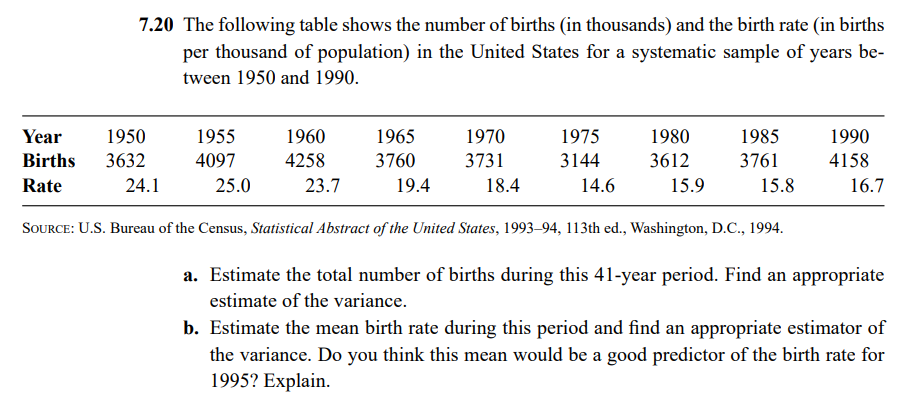 7.20 The following table shows the number of births (in thousands) and the birth rate (in births
per thousand of population) in the United States for a systematic sample of years be-
tween 1950 and 1990.
Year 1950 1955 1960 1965 1970 1975 1980 1985 1990
Births 3632 4097 4258 3760 3731 3144 3612 3761 4158
Rate 24.1 25.0 23.7 19.4 18.4 14.6 15.9 15.8 16.7
SOURCE: U.S. Bureau of the Census, Statistical Abstract of the United States, 1993–94, 113th ed., Washington, D.C., 1994.
a. Estimate the total number of births during this 41-year period. Find an appropriate
estimate of the variance.
b. Estimate the mean birth rate during this period and find an appropriate estimator of
the variance. Do you think this mean would be a good predictor of the birth rate for
1995? Explain.